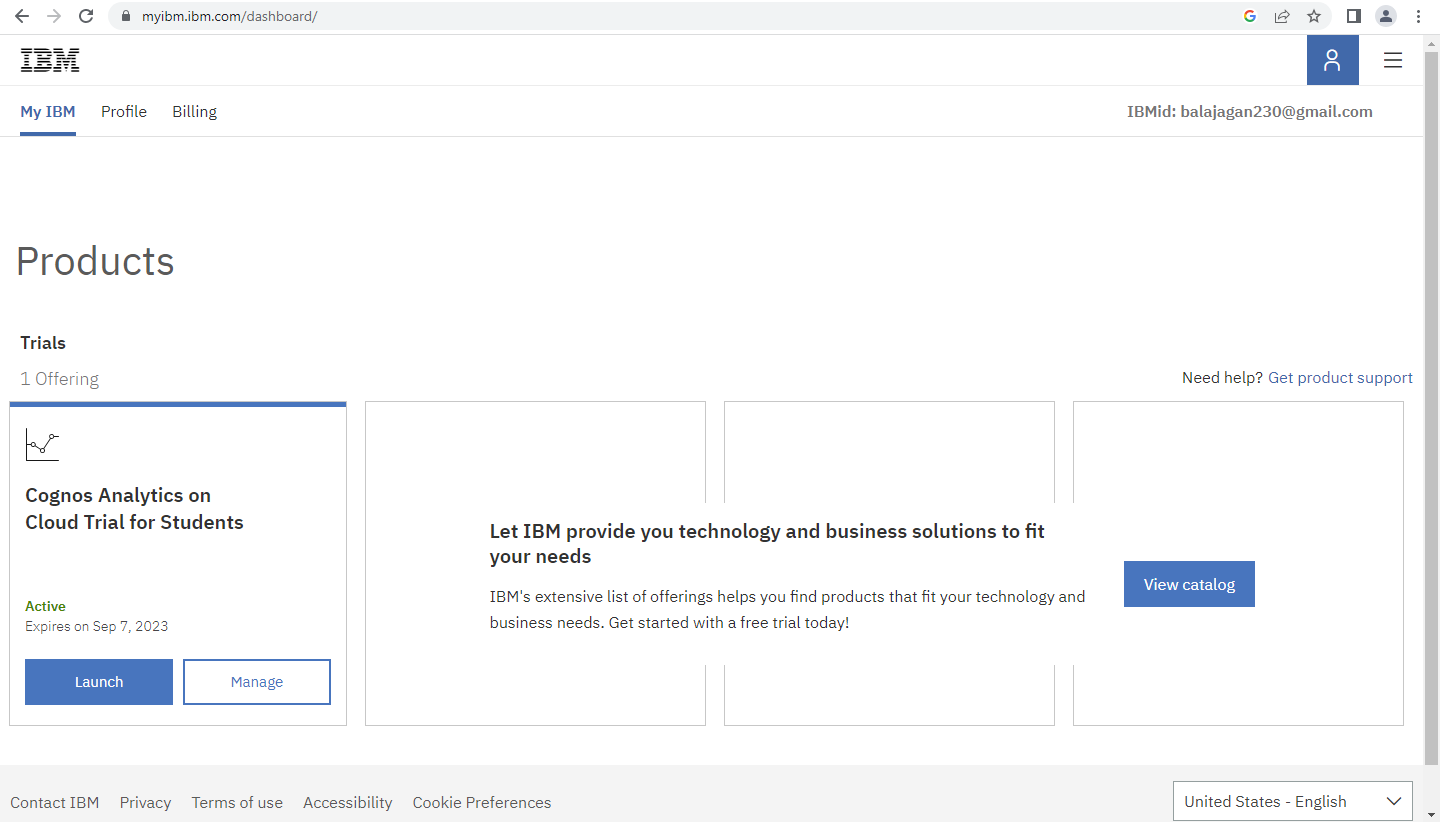 myibm.ibm.com/dashboard/
IBM
My IBM Profile Billing IBMid: balajagan230@gmail.com
Products
Trials
1 Offering
Need help? Get product support
Cognos Analytics on
Cloud Trial for Students
Active
Expires on Sep 7, 2023
Launch Manage
Let IBM provide you technology and business solutions to fit
your needs
IBM's extensive list of offerings helps you find products that fit your technology and
business needs. Get started with a free trial today!
View catalog
Contact IBM Privacy Terms of use Accessibility Cookie Preferences United States - English